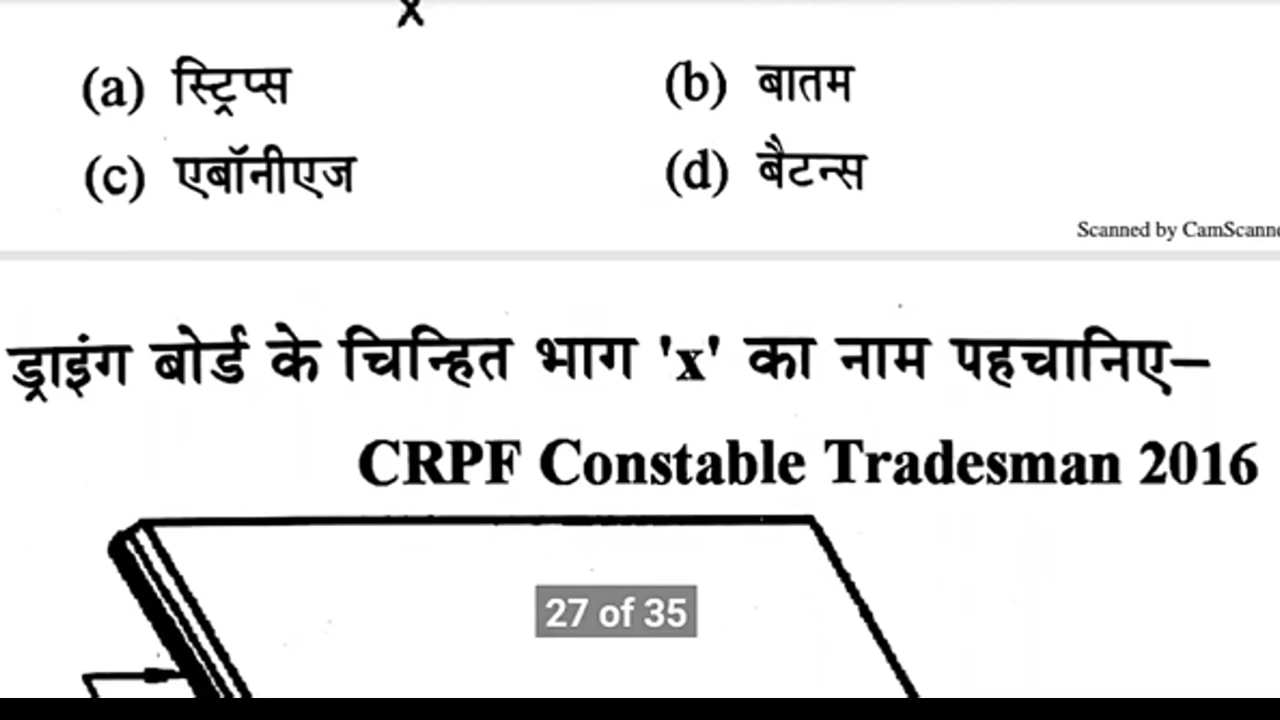 x
(a) स्ट्रिप्स (b) बातम
(c) एबॉनीएज (d) बैटन्स
Scanned by CamScanne
ड्राइंग बोर्ड के चिन्हित भाग 'x' का नाम पहचानिए–
CRPF Constable Tradesman 2016
27 of 35